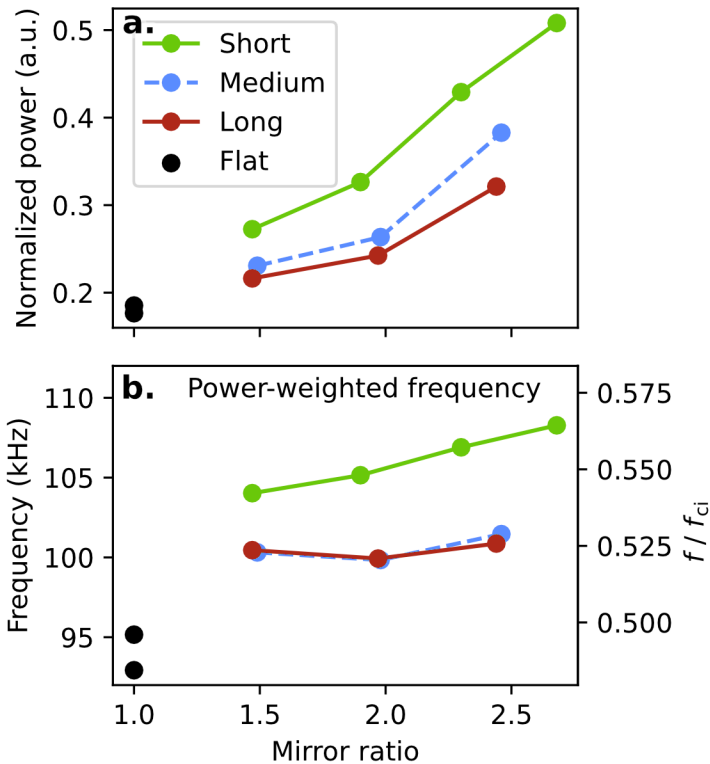 a.
Short
Medium
Long
Flat
0.5
0.4
0.3
0.2
Normalized power (a.u.)
b. Power-weighted frequency
110
105
100
95
Frequency (kHz)
0.575
0.550
0.525
0.500
f / fci
1.0 1.5 2.0 2.5
Mirror ratio